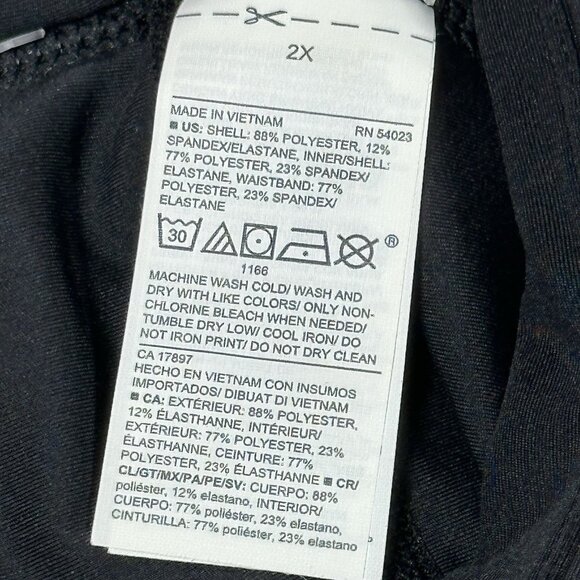 2X
MADE IN VIETNAM RN 54023
US: SHELL: 88% POLYESTER, 12%
SPANDEX/ELASTANE, INNER/SHELL:
77% POLYESTER, 23% SPANDEX/
ELASTANE, WAISTBAND: 77%
POLYESTER, 23% SPANDEX/
ELASTANE
30 ®
1166
MACHINE WASH COLD/ WASH AND
DRY WITH LIKE COLORS/ ONLY NON-
CHLORINE BLEACH WHEN NEEDED/
TUMBLE DRY LOW/ COOL IRON/ DO
NOT IRON PRINT/ DO NOT DRY CLEAN
CA 17897
HECHO EN VIETNAM CON INSUMOS
IMPORTADOS/ DIBUAT DI VIETNAM
CA: EXTÉRIEUR: 88% POLYESTER,
12% ÉLASTHANNE, INTÉRIEUR/
EXTÉRIEUR: 77% POLYESTER, 23%
ÉLASTHANNE, CEINTURE: 77%
POLYESTER, 23% ÉLASTHANNE CR/
CL/GT/MX/PA/PE/SV: CUERPO: 88%
poliéster, 12% elastano, INTERIOR/
CUERPO: 77% poliéster, 23% elastano,
CINTURILLA: 77% poliéster, 23% elastano